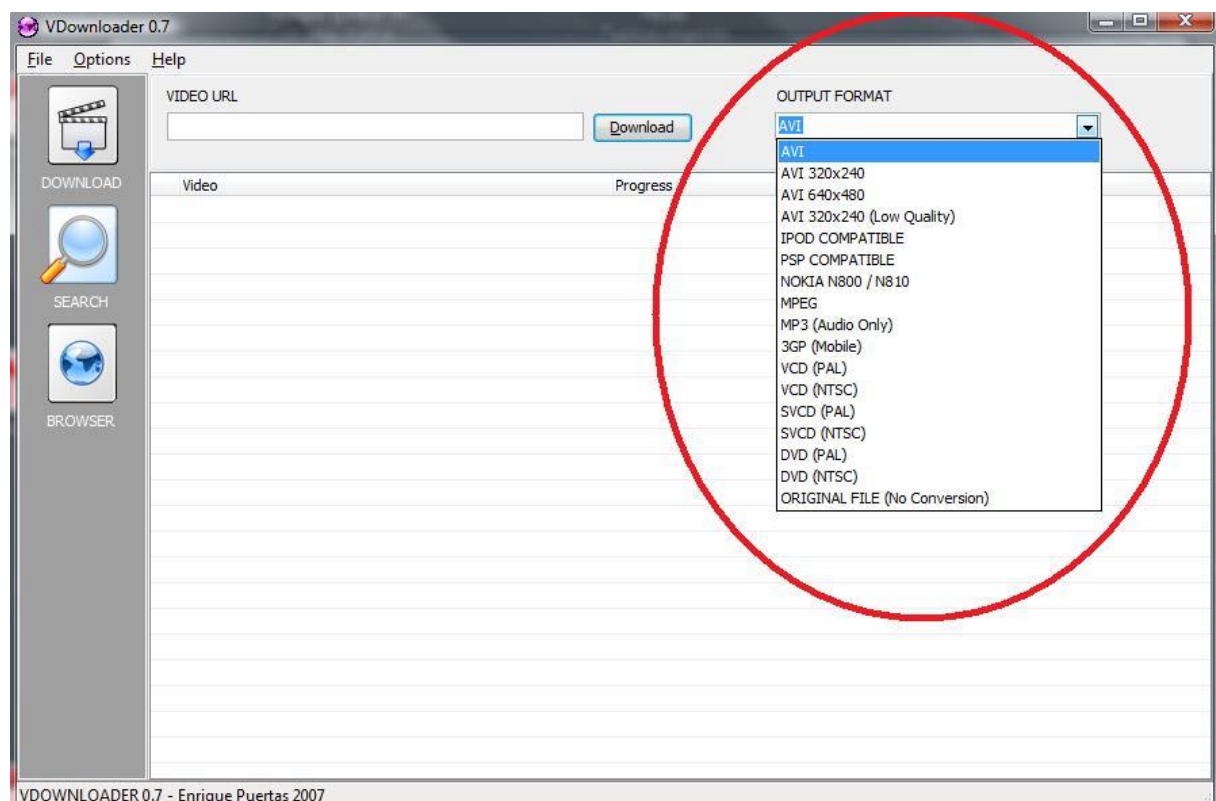 VDownloader 0.7
File Options Help
VIDEO URL
OUTPUT FORMAT
Download
AVI
DOWNLOAD
SEARCH
BROWSER
Video Progress
AVI
AVI 320x240
AVI 640x480
AVI 320x240 (Low Quality)
IPOD COMPATIBLE
PSP COMPATIBLE
NOKIA N800 / N810
MPEG
MP3 (Audio Only)
3GP (Mobile)
VCD (PAL)
VCD (NTSC)
SVCD (PAL)
SVCD (NTSC)
DVD (PAL)
DVD (NTSC)
ORIGINAL FILE (No Conversion)
VDOWNLOADER 0.7 - Enrique Puertas 2007